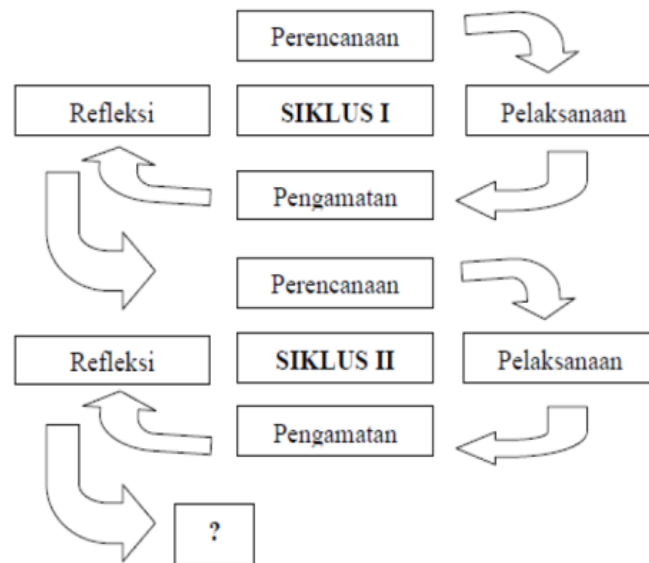 Perencanaan
Refleksi
SIKLUS I
Pelaksanaan
Pengamatan
Perencanaan
Refleksi
SIKLUS II
Pelaksanaan
Pengamatan
?